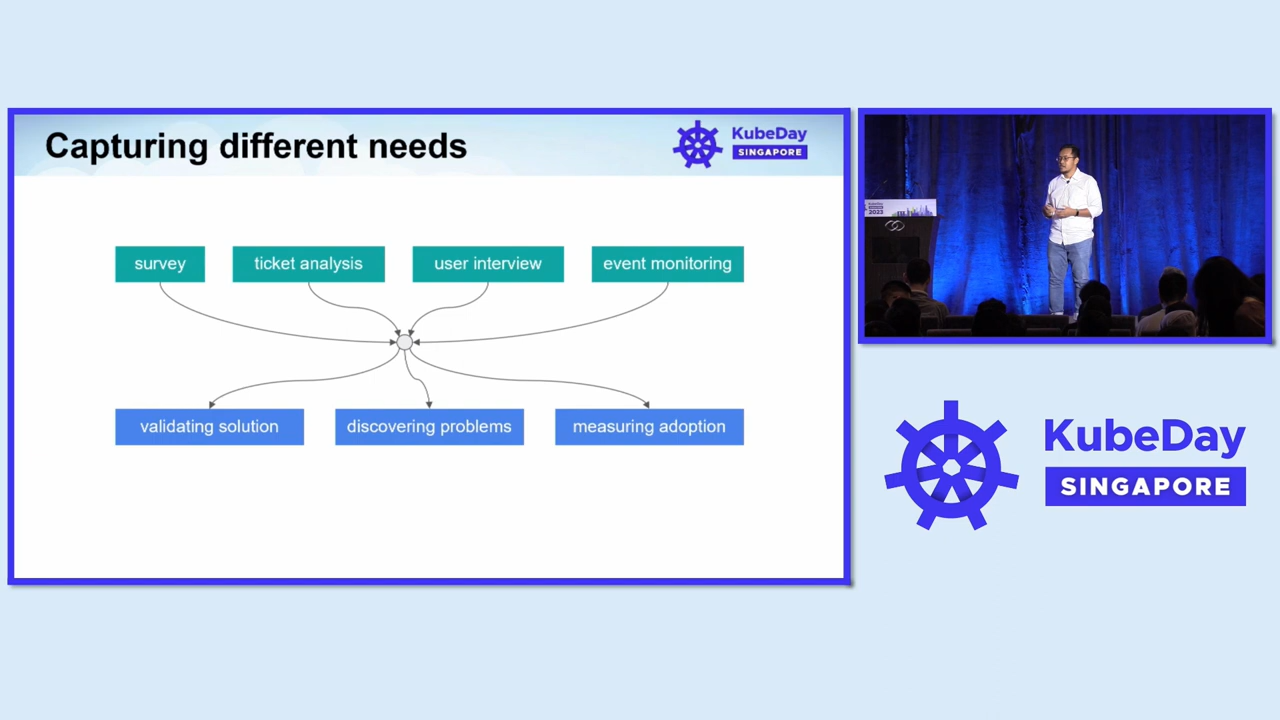 Capturing different needs
KubeDay
SINGAPORE
survey
ticket analysis
user interview
event monitoring
validating solution
discovering problems
measuring adoption
2023
KubeDay
SINGAPORE